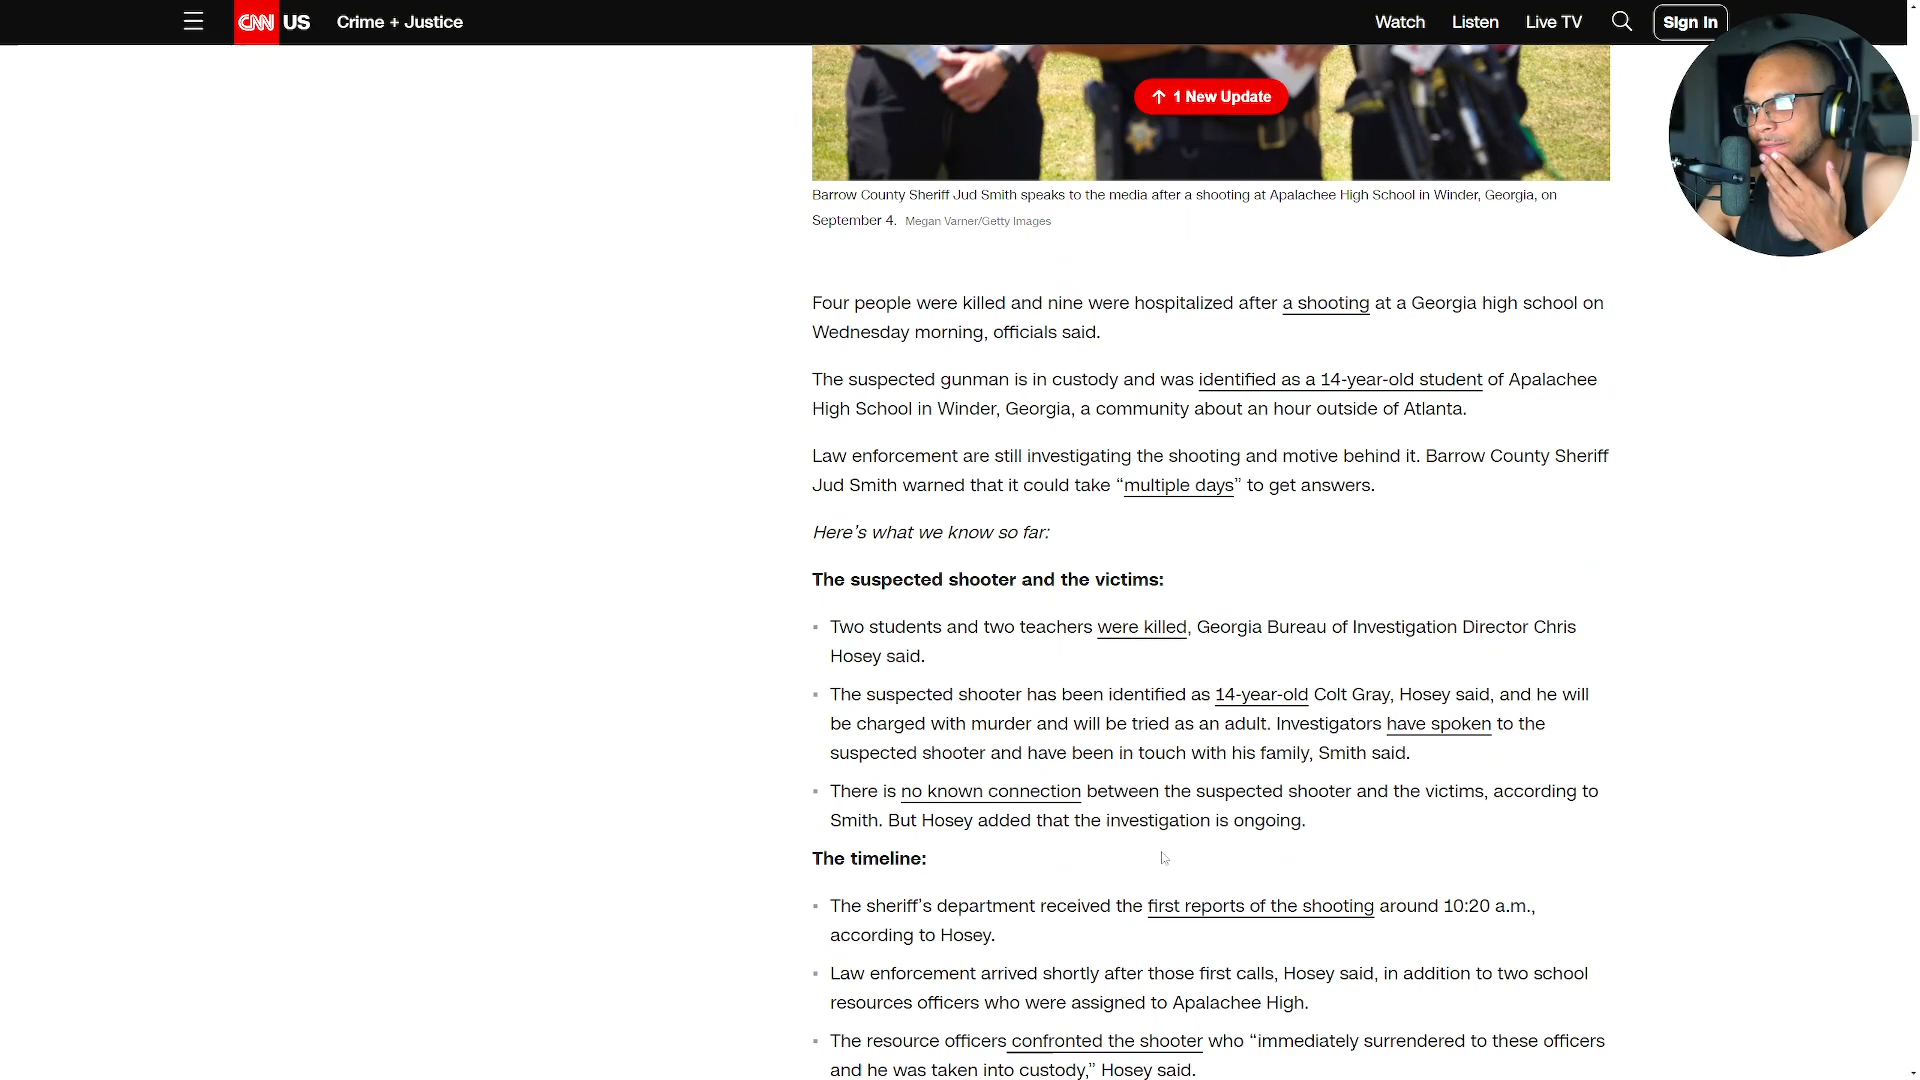 CNN US Crime + Justice Watch Listen Live TV Sign In
↑ 1 New Update
Barrow County Sheriff Jud Smith speaks to the media after a shooting at Apalachee High School in Winder, Georgia, on
September 4. Megan Varner/Getty Images
Four people were killed and nine were hospitalized after a shooting at a Georgia high school on
Wednesday morning, officials said.
The suspected gunman is in custody and was identified as a 14-year-old student of Apalachee
High School in Winder, Georgia, a community about an hour outside of Atlanta.
Law enforcement are still investigating the shooting and motive behind it. Barrow County Sheriff
Jud Smith warned that it could take “multiple days” to get answers.
Here’s what we know so far:
The suspected shooter and the victims:
▪ Two students and two teachers were killed, Georgia Bureau of Investigation Director Chris
Hosey said.
▪ The suspected shooter has been identified as 14-year-old Colt Gray, Hosey said, and he will
be charged with murder and will be tried as an adult. Investigators have spoken to the
suspected shooter and have been in touch with his family, Smith said.
▪ There is no known connection between the suspected shooter and the victims, according to
Smith. But Hosey added that the investigation is ongoing.
The timeline:
▪ The sheriff’s department received the first reports of the shooting around 10:20 a.m.,
according to Hosey.
▪ Law enforcement arrived shortly after those first calls, Hosey said, in addition to two school
resources officers who were assigned to Apalachee High.
▪ The resource officers confronted the shooter who “immediately surrendered to these officers
and he was taken into custody,” Hosey said.